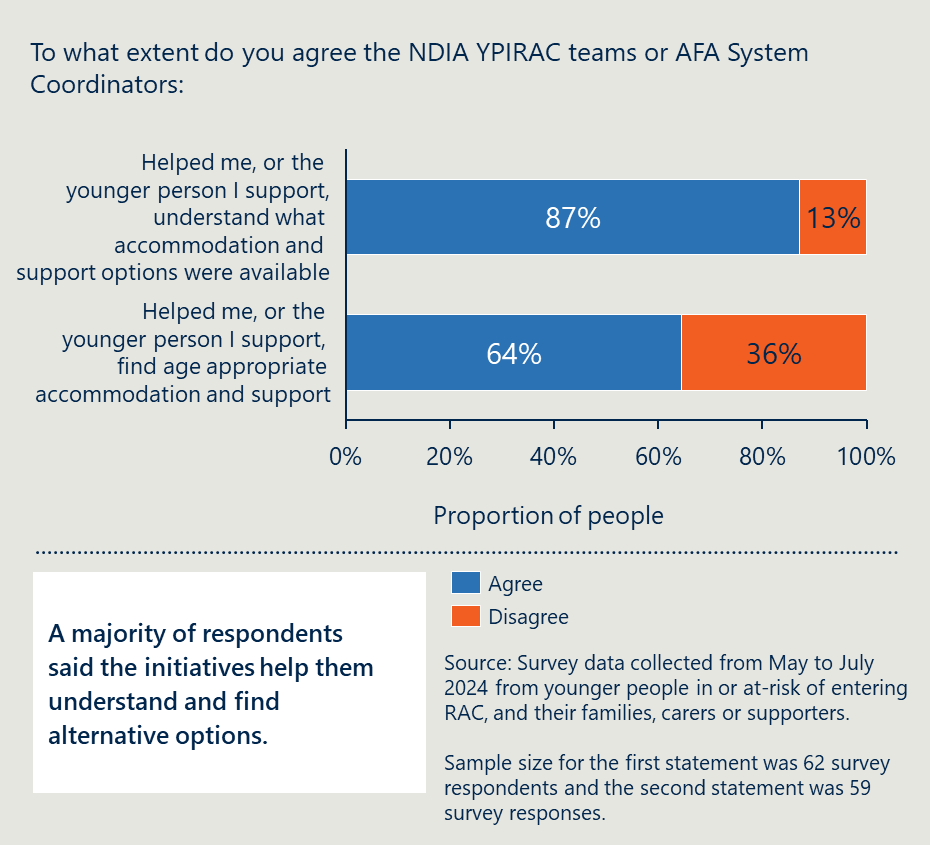 To what extent do you agree the NDIA YPIRAC teams or AFA System
Coordinators:
Helped me, or the
younger person I support,
understand what
accommodation and
support options were available
87%
13%
Helped me, or the
younger person I support,
find age appropriate
accommodation and support
64%
36%
0%
20%
40%
60%
80%
100%
Proportion of people
A majority of respondents
said the initiatives help them
understand and find
alternative options.
Agree
Disagree
Source: Survey data collected from May to July
2024 from younger people in or at-risk of entering
RAC, and their families, carers or supporters.
Sample size for the first statement was 62 survey
respondents and the second statement was 59
survey responses.